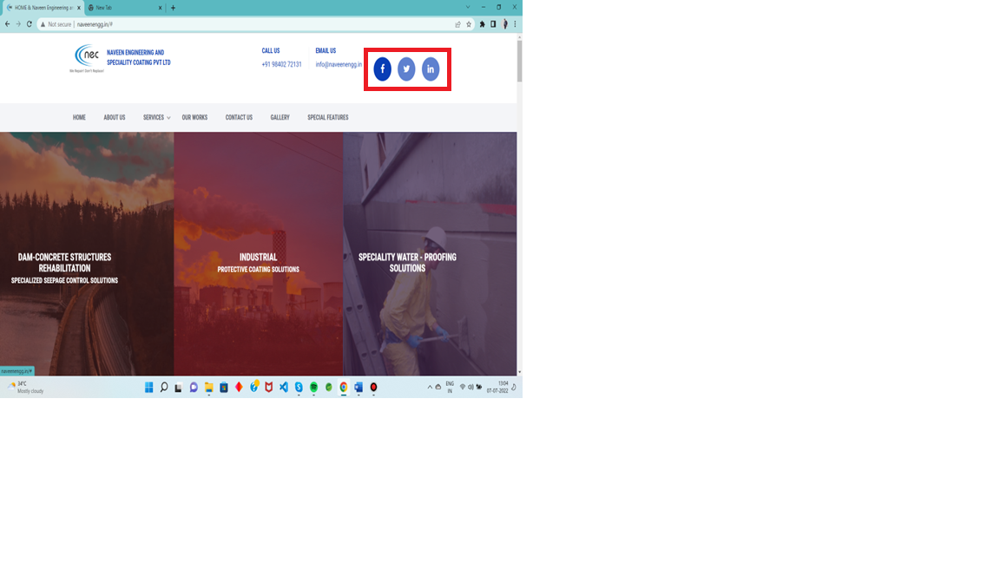 HOME & Naveen Engineering an
New Tab
Not secure | naveenengg.in/#
nec
We Repair! Don't Replace!
NAVEEN ENGINEERING AND
SPECIALITY COATING PVT LTD
CALL US
+91 98402 72131
EMAIL US
info@naveenengg.in
f
in
HOME
ABOUT US
SERVICES
OUR WORKS
CONTACT US
GALLERY
SPECIAL FEATURES
DAM-CONCRETE STRUCTURES
REHABILITATION
SPECIALIZED SEEPAGE CONTROL SOLUTIONS
INDUSTRIAL
PROTECTIVE COATING SOLUTIONS
SPECIALITY WATER - PROOFING
SOLUTIONS
naveenengg.in/#
34°C
Mostly cloudy
ENG
IN
13:04
07-07-2022